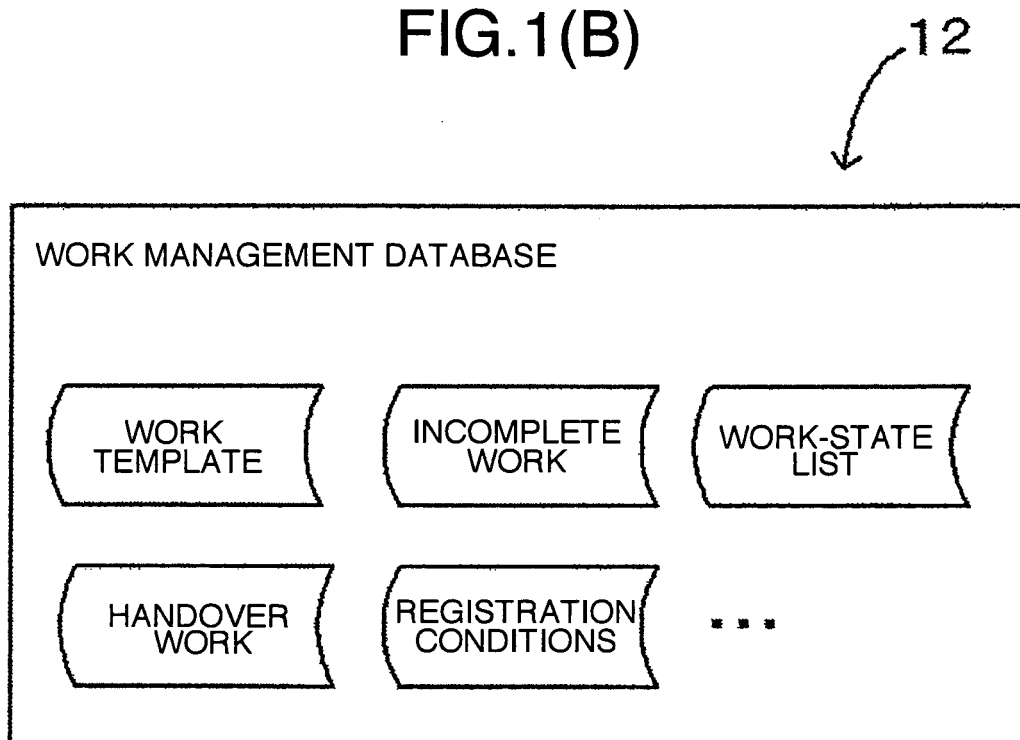 FIG.1(B)
12
WORK MANAGEMENT DATABASE
WORK
TEMPLATE
INCOMPLETE
WORK
WORK-STATE
LIST
HANDOVER
WORK
REGISTRATION
CONDITIONS
...